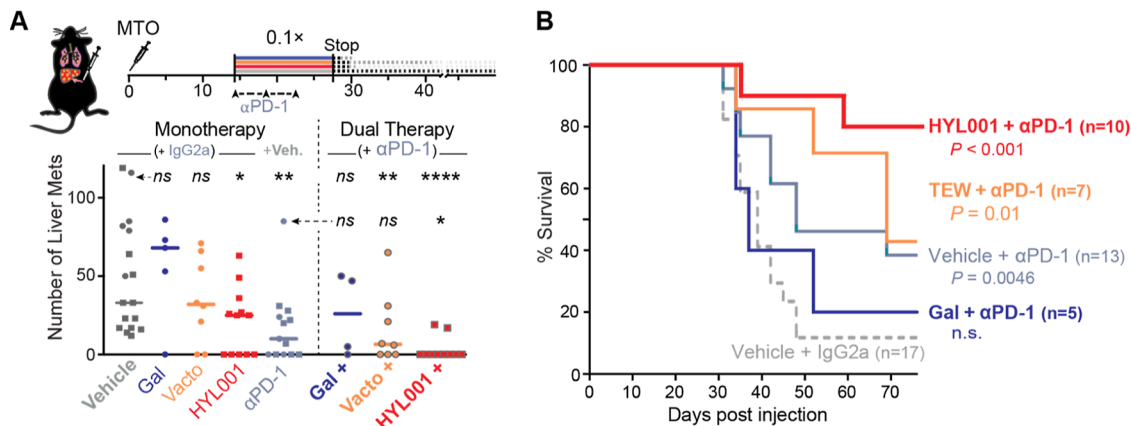 A
MTO
0.1×
Stop
0 10 20 30 40
αPD-1
Monotherapy
Dual Therapy
(+ IgG2a) +Veh. (+ αPD-1)
ns ns * ** ns ** ****
ns ns *
Number of Liver Mets
100
50
0
Vehicle
Gal
Vacto
HYL001
αPD-1
Gal +
Vacto +
HYL001 +
B
% Survival
100
80
60
40
20
0
0 10 20 30 40 50 60 70
Days post injection
HYL001 + αPD-1 (n=10)
P < 0.001
TEW + αPD-1 (n=7)
P = 0.01
Vehicle + αPD-1 (n=13)
P = 0.0046
Gal + αPD-1 (n=5)
n.s.
Vehicle + IgG2a (n=17)